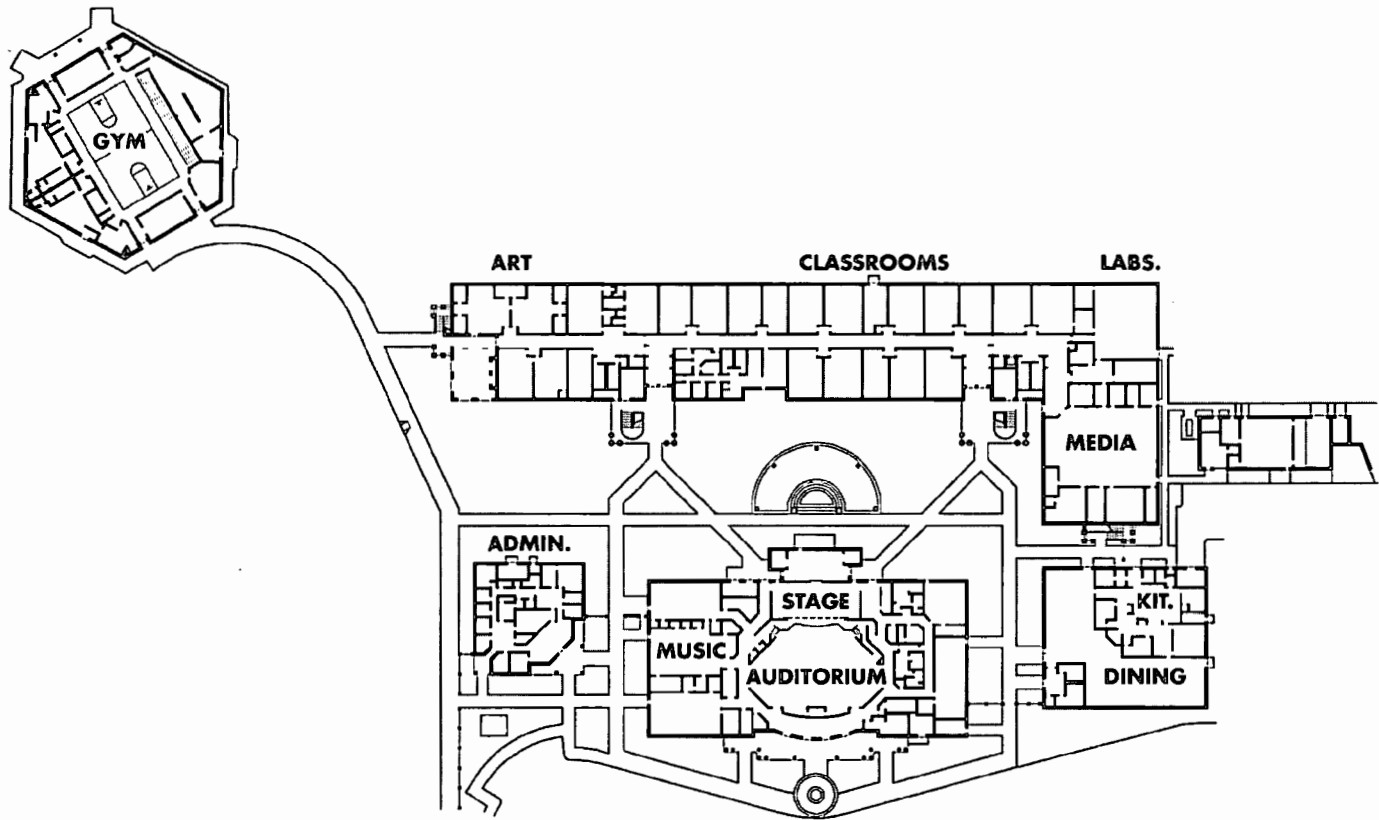 GYM
ART
CLASSROOMS
LABS.
MEDIA
ADMIN.
STAGE
KIT.
MUSIC
AUDITORIUM
DINING